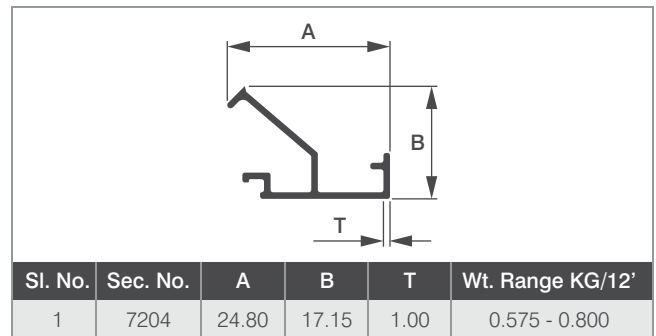 A
B
T
Sl. No. Sec. No. A B T Wt. Range KG/12’
1 7204 24.80 17.15 1.00 0.575 - 0.800